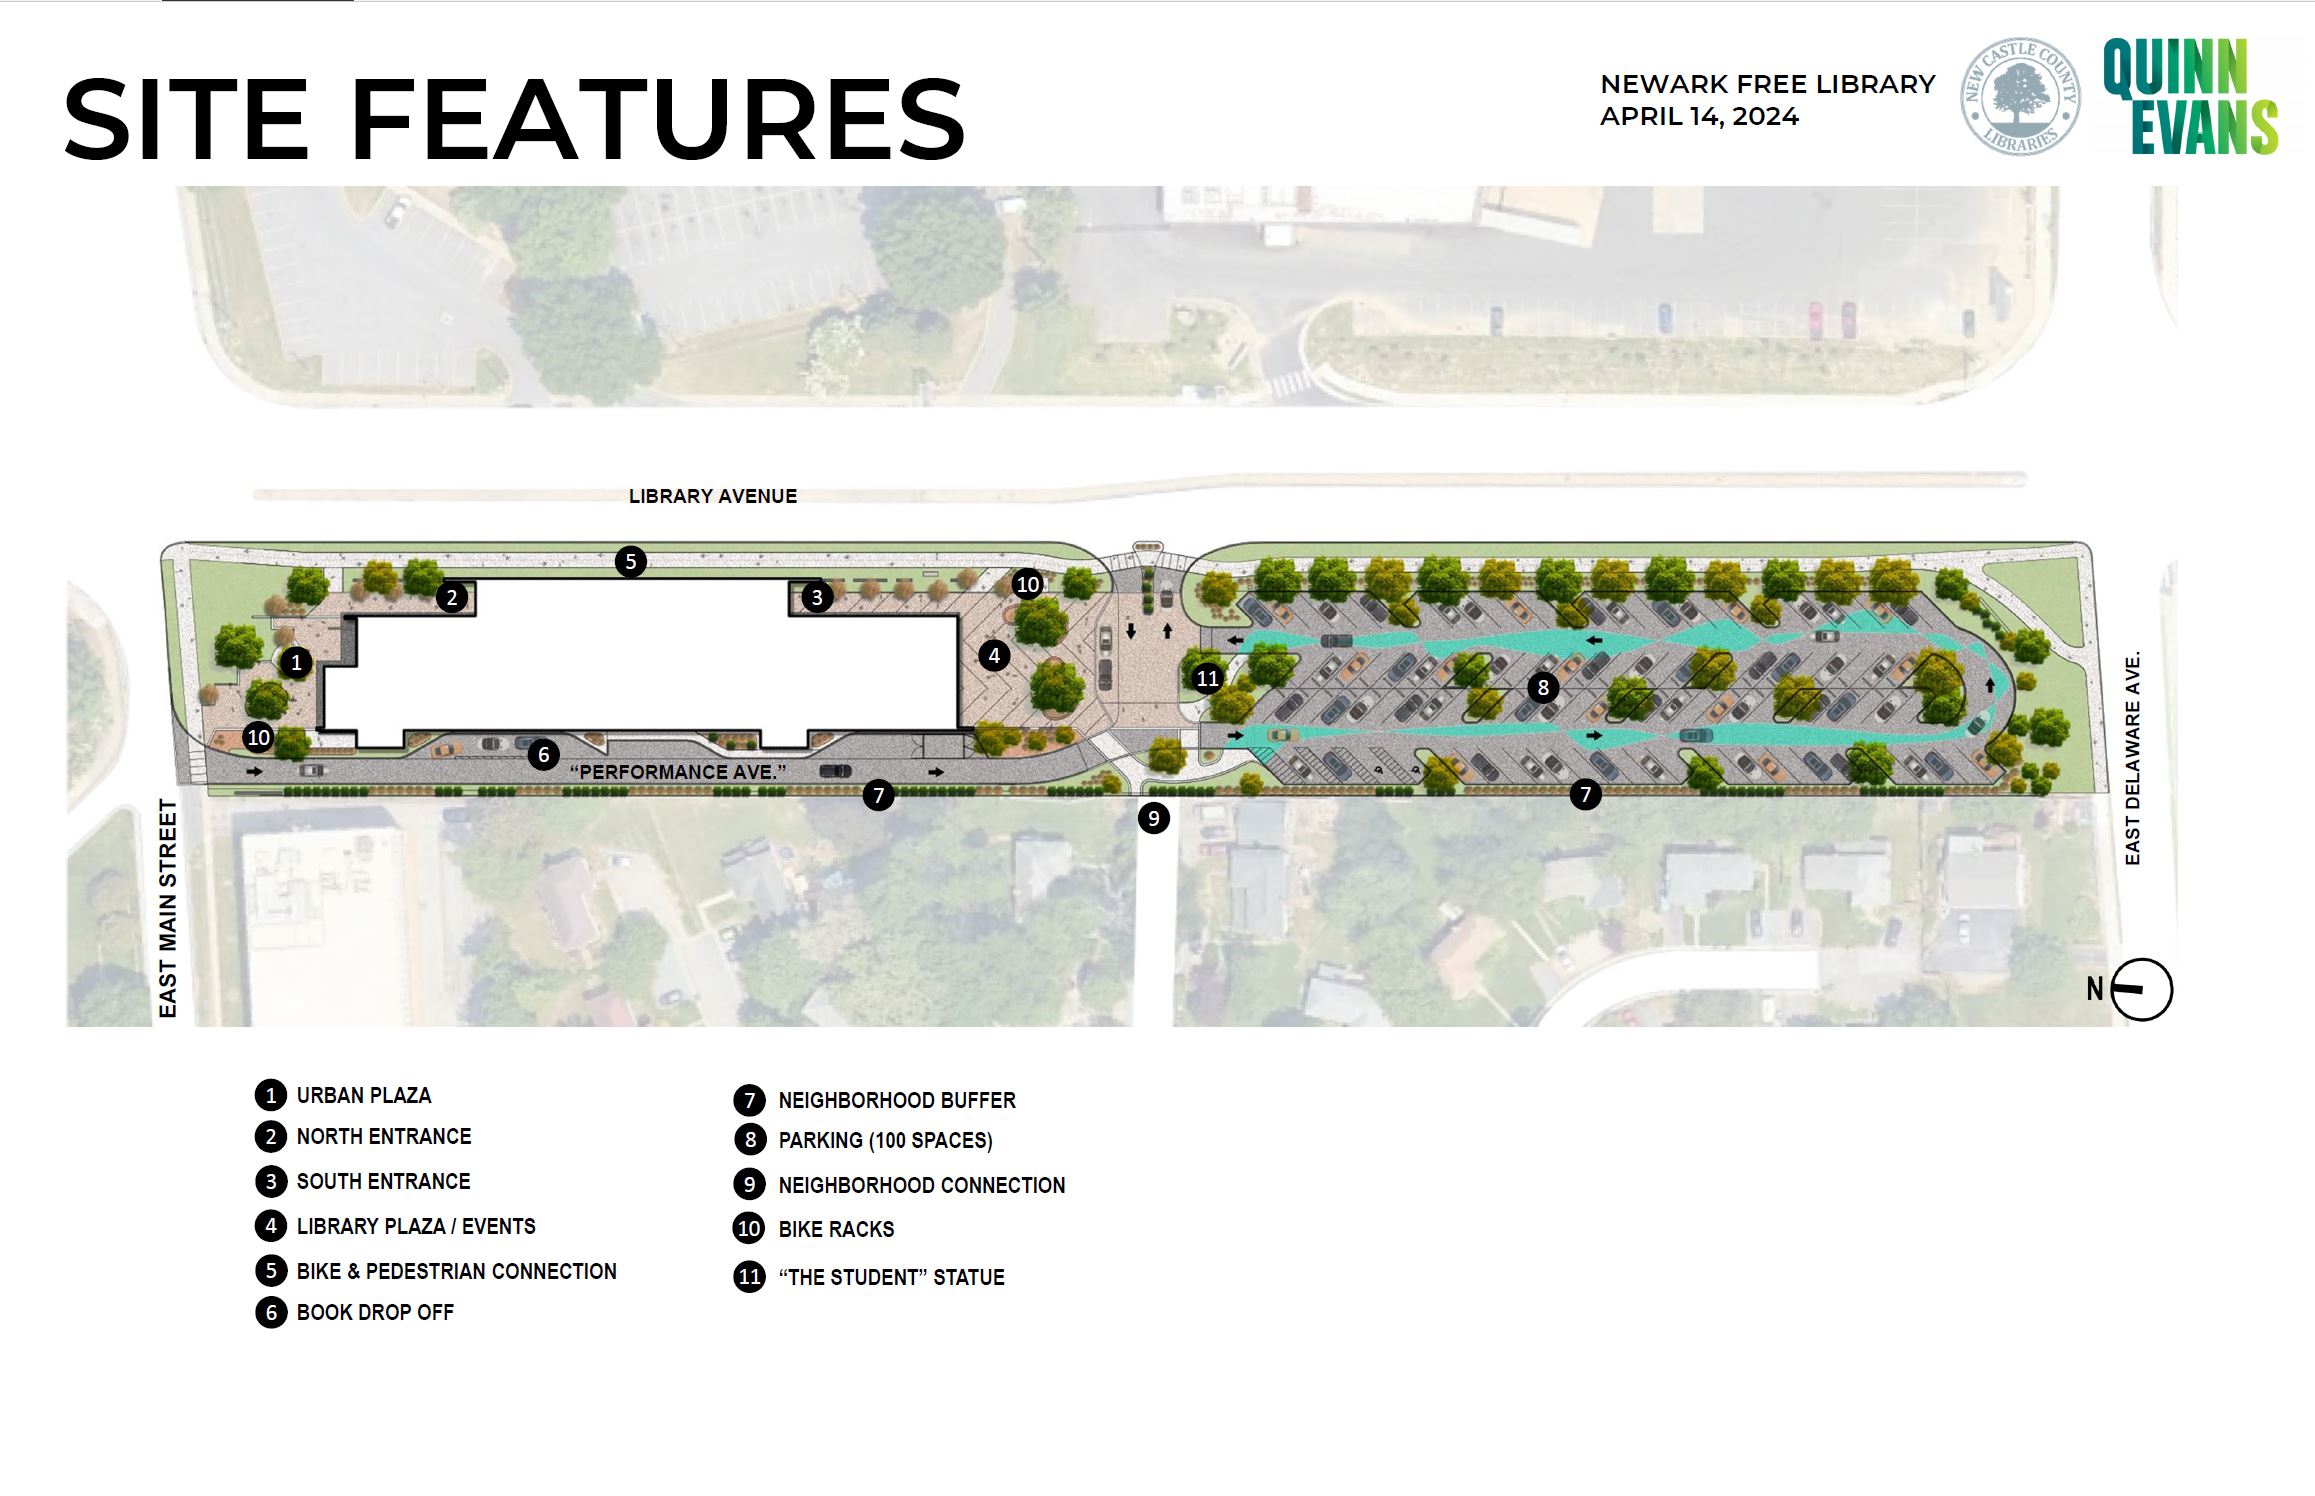 SITE FEATURES
NEWARK FREE LIBRARY
APRIL 14, 2024
NEW CASTLE COUNTY
LIBRARIES
QUINN
EVANS
LIBRARY AVENUE
5
2
3
10
1
4
11
8
10
6
"PERFORMANCE AVE."
7
7
9
EAST MAIN STREET
EAST DELAWARE AVE.
N
1 URBAN PLAZA
2 NORTH ENTRANCE
3 SOUTH ENTRANCE
4 LIBRARY PLAZA / EVENTS
5 BIKE & PEDESTRIAN CONNECTION
6 BOOK DROP OFF
7 NEIGHBORHOOD BUFFER
8 PARKING (100 SPACES)
9 NEIGHBORHOOD CONNECTION
10 BIKE RACKS
11 “THE STUDENT” STATUE